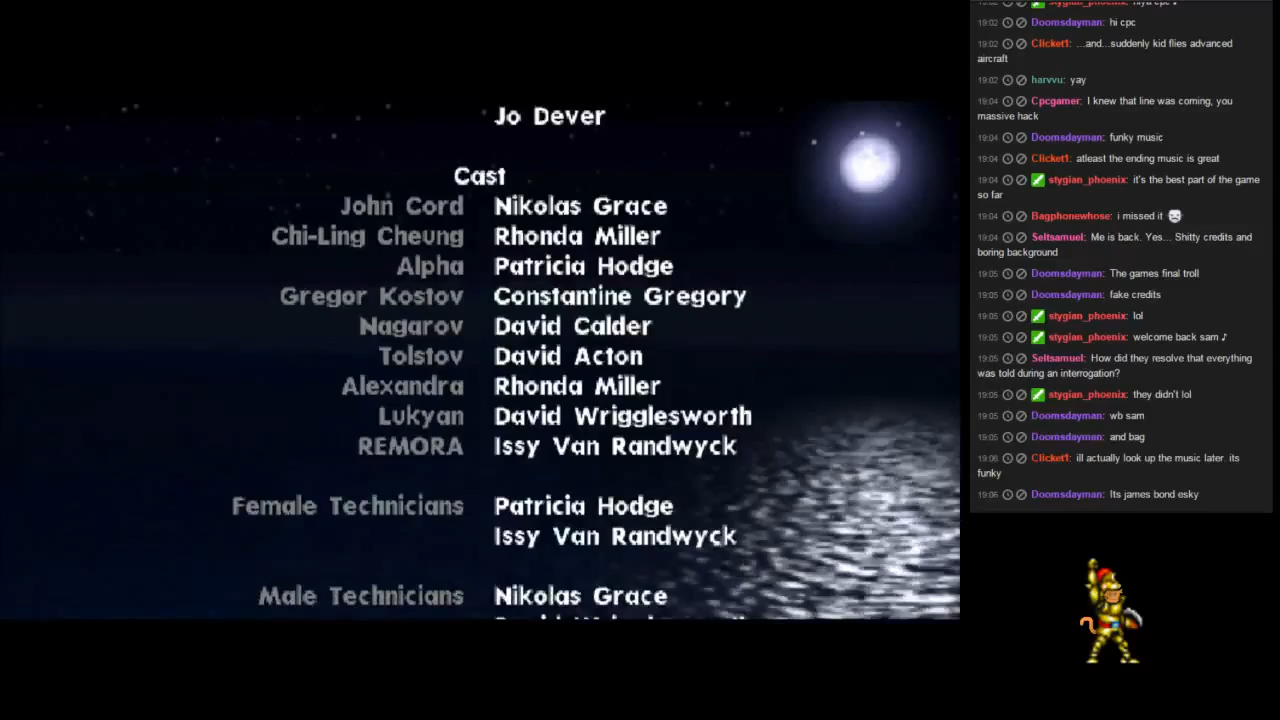 Jo Dever
Cast
John Cord Nikolas Grace
Chi-Ling Cheung Rhonda Miller
Alpha Patricia Hodge
Gregor Kostov Constantine Gregory
Nagarov David Calder
Tolstov David Acton
Alexandra Rhonda Miller
Lukyan David Wrigglesworth
REMORA Issy Van Randwyck
Female Technicians Patricia Hodge
Issy Van Randwyck
Male Technicians Nikolas Grace
19:02 Doomsdayman: hi cpc
19:02 Clicket1: ...and...suddenly kid flies advanced
aircraft
19:02 harvvu: yay
19:04 Cpcgamer: I knew that line was coming, you
massive hack
19:04 Doomsdayman: funky music
19:04 Clicket1: atleast the ending music is great
19:04 stygian_phoenix: it's the best part of the game
so far
19:04 Bagphonewhose: i missed it
19:04 Seltsamuel: Me is back. Yes... Shitty credits and
boring background
19:05 Doomsdayman: The games final troll
19:05 Doomsdayman: fake credits
19:05 stygian_phoenix: lol
19:05 stygian_phoenix: welcome back sam ♪
19:05 Seltsamuel: How did they resolve that everything
was told during an interrogation?
19:05 stygian_phoenix: they didn't lol
19:05 Doomsdayman: wb sam
19:05 Doomsdayman: and bag
19:06 Clicket1: ill actually look up the music later. its
funky
19:06 Doomsdayman: Its james bond esky